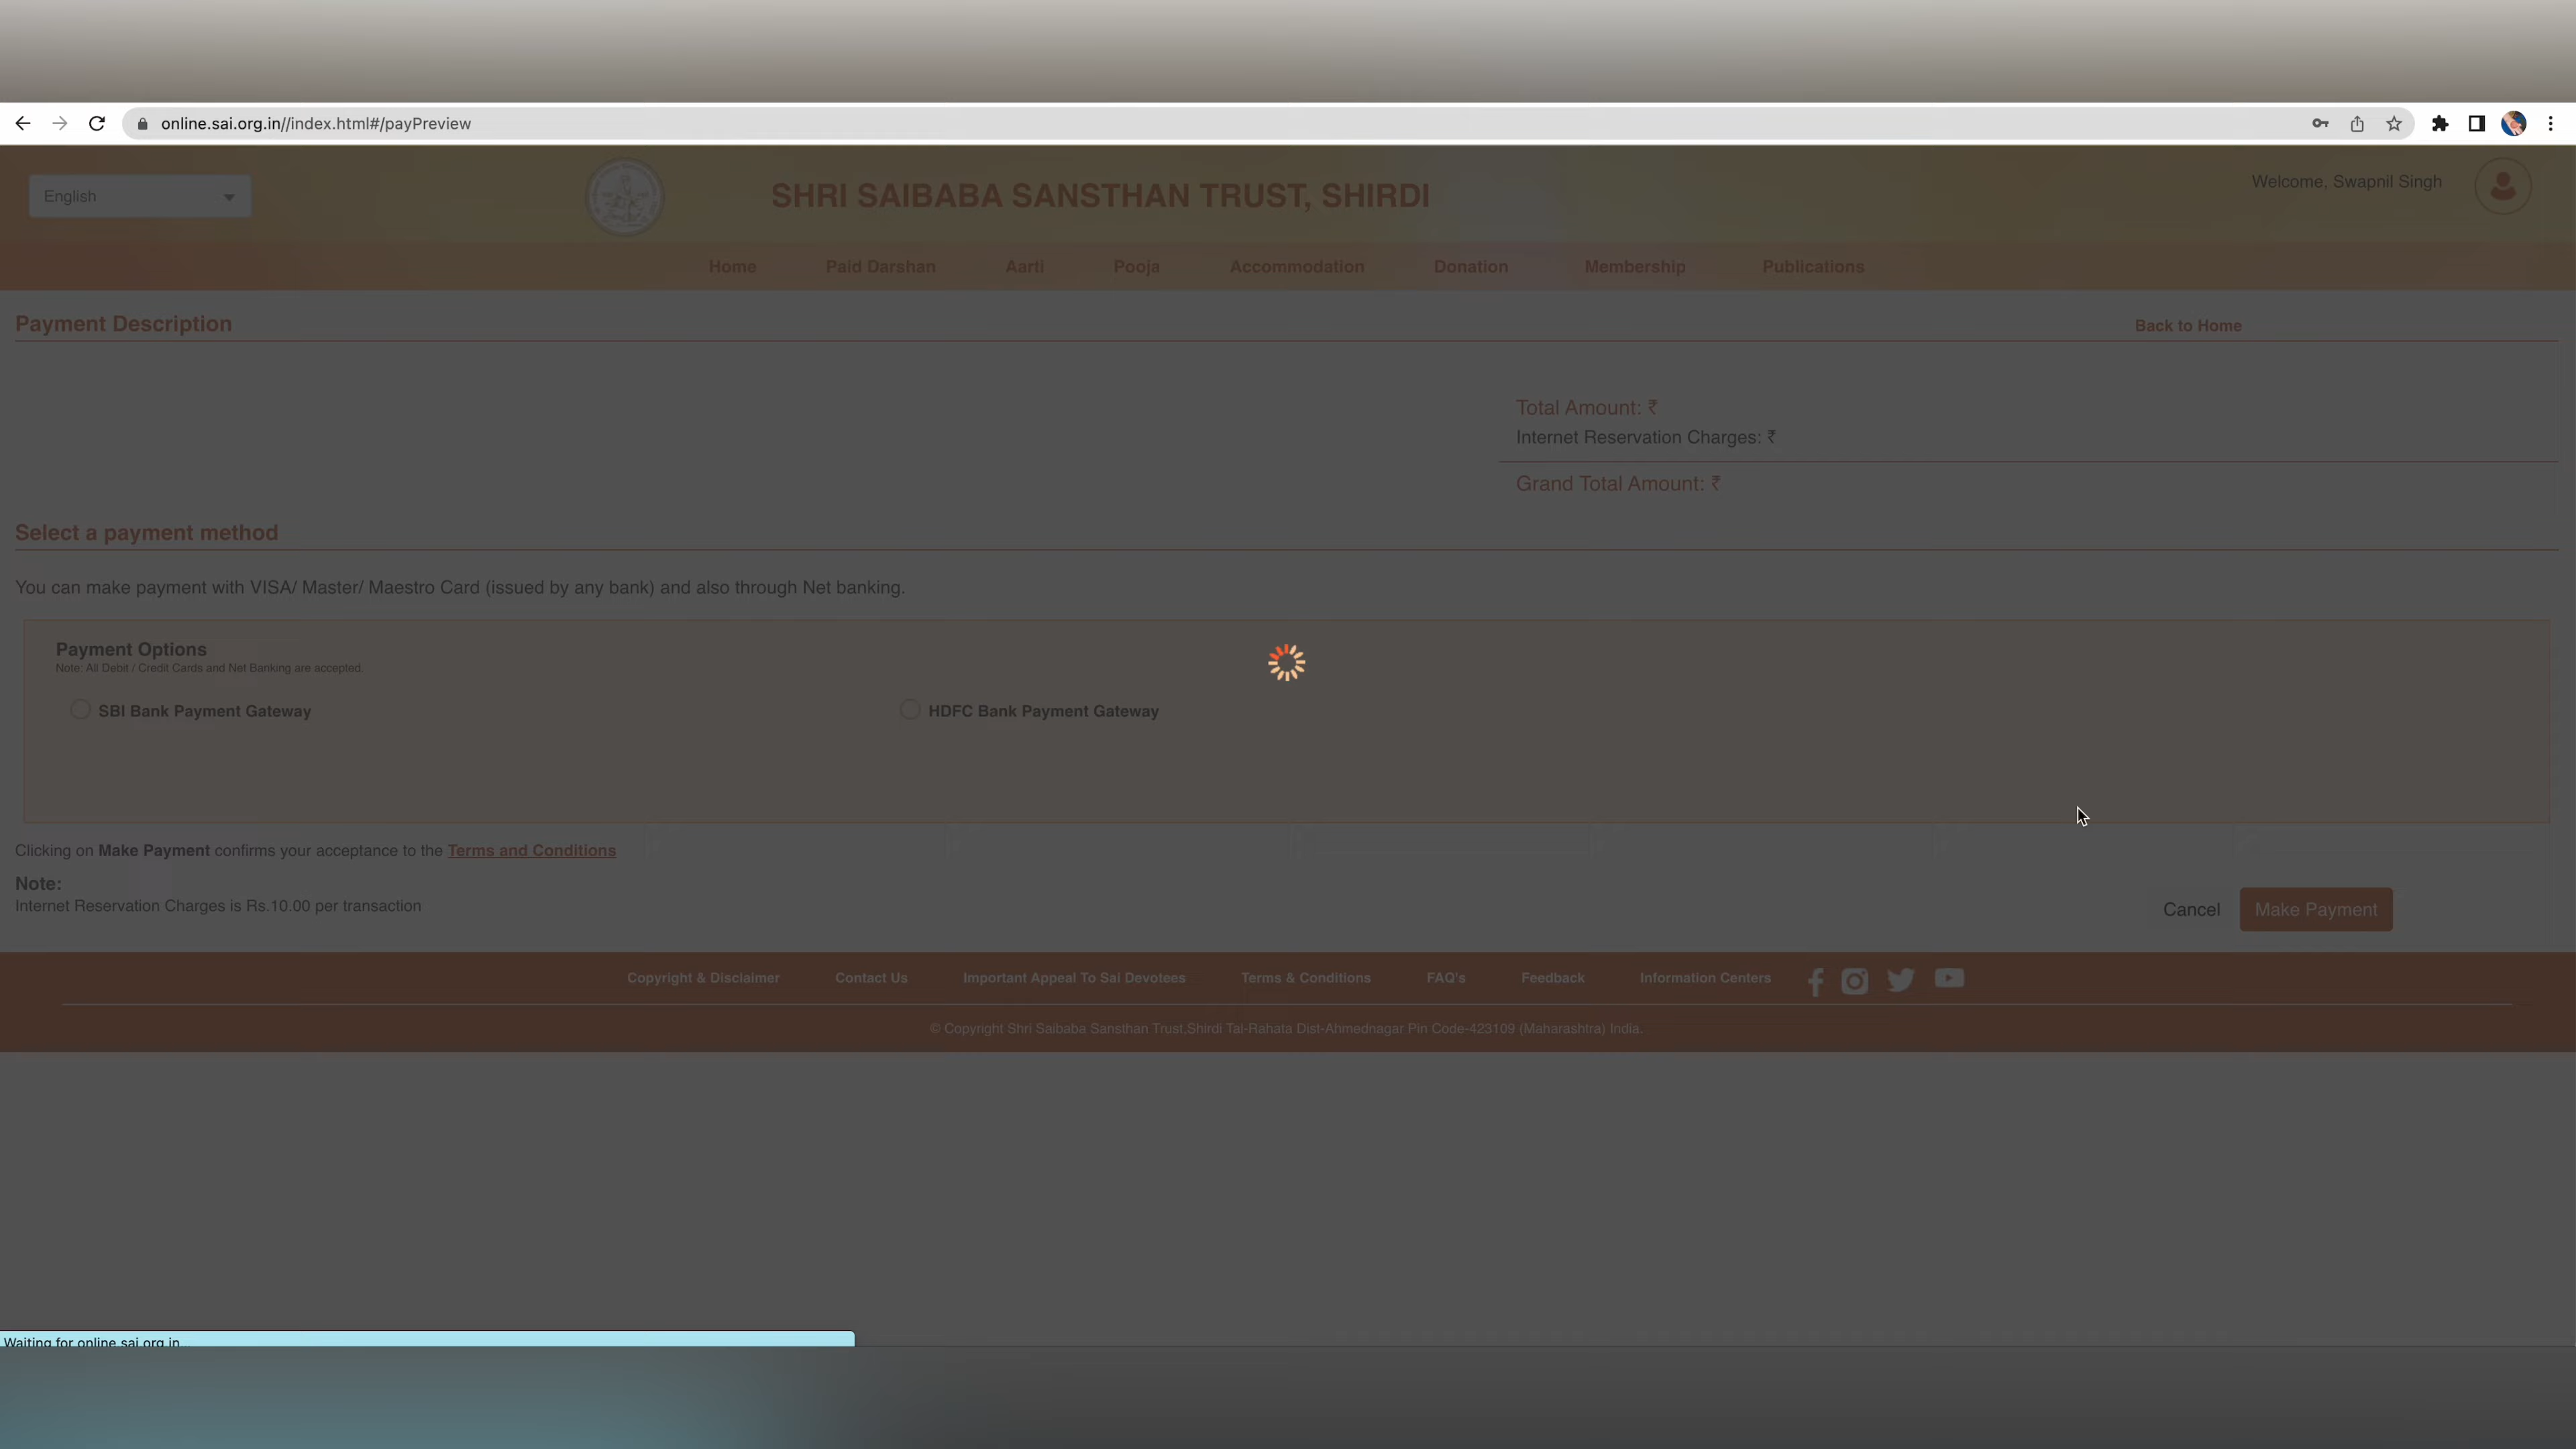 online.sai.org.in//index.html#/payPreview
English
SHRI SAIBABA SANSTHAN TRUST, SHIRDI
Welcome, Swapnil Singh
Home Paid Darshan Aarti Pooja Accommodation Donation Membership Publications
Payment Description
Back to Home
Total Amount: ₹
Internet Reservation Charges: ₹
Grand Total Amount: ₹
Select a payment method
You can make payment with VISA/ Master/ Maestro Card (issued by any bank) and also through Net banking.
Payment Options
Note: All Debit / Credit Cards and Net Banking are accepted.
SBI Bank Payment Gateway HDFC Bank Payment Gateway
Clicking on Make Payment confirms your acceptance to the Terms and Conditions
Note:
Internet Reservation Charges is Rs.10.00 per transaction
Cancel Make Payment
Copyright & Disclaimer Contact Us Important Appeal To Sai Devotees Terms & Conditions FAQ's Feedback Information Centers
© Copyright Shri Saibaba Sansthan Trust,Shirdi Tal-Rahata Dist-Ahmednagar Pin Code-423109 (Maharashtra) India.
Waiting for online.sai.org.in